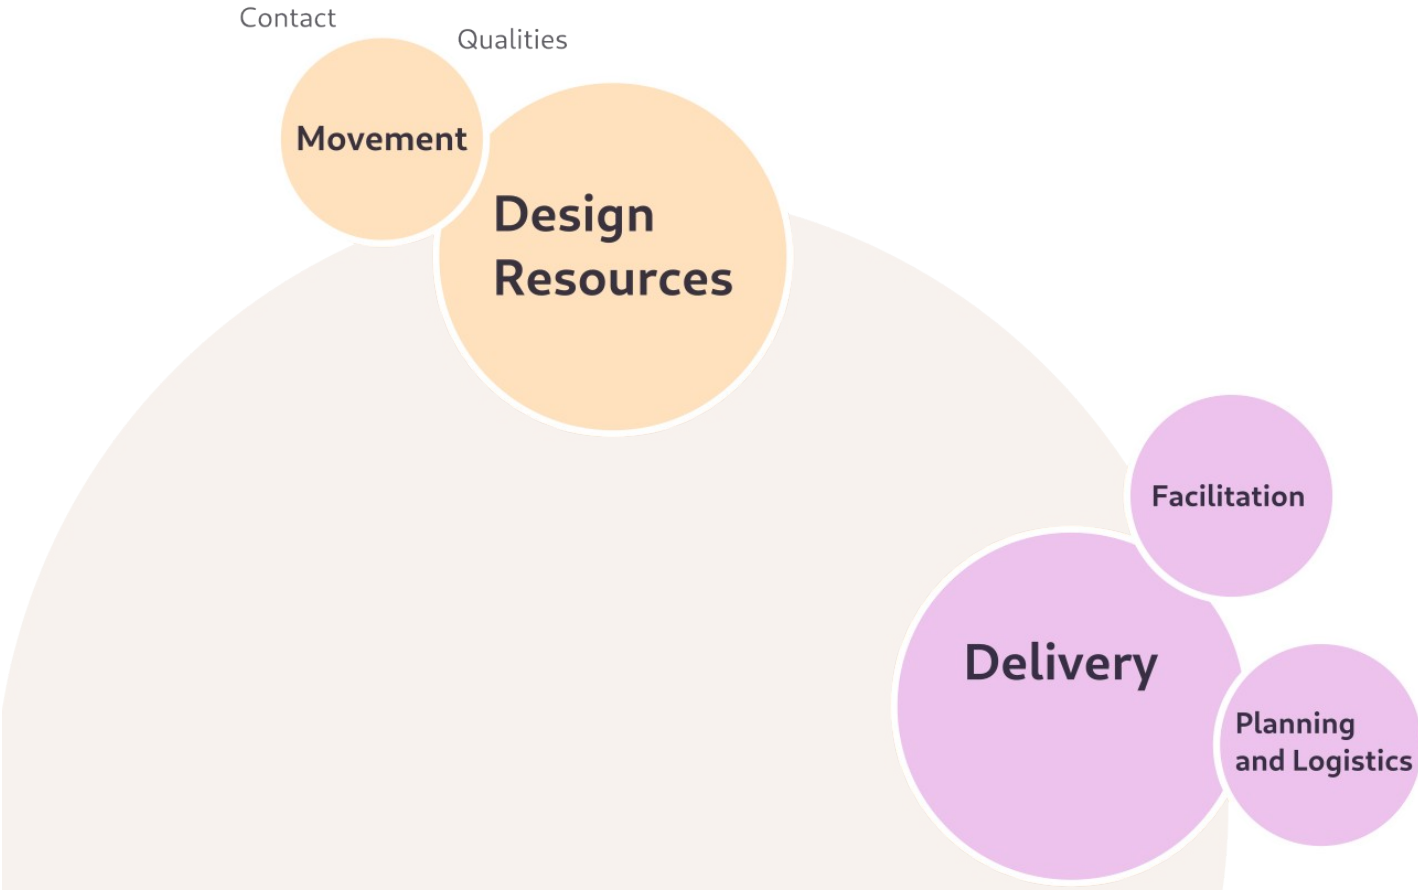 Contact
Qualities
Movement
Design
Resources
Facilitation
Delivery
Planning
and Logistics